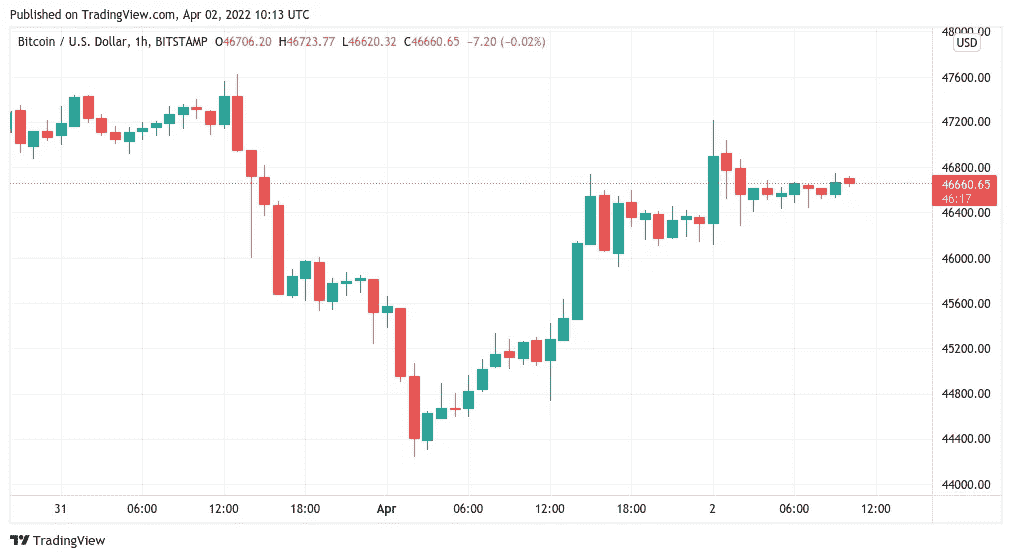 Published on TradingView.com, Apr 02, 2022 10:13 UTC
Bitcoin / U.S. Dollar, 1h, BITSTAMP O46706.20 H46723.77 L46620.32 C46660.65 −7.20 (−0.02%)
48000.00
USD
47600.00
47200.00
46800.00
46660.65
46:17
46400.00
46000.00
45600.00
45200.00
44800.00
44400.00
44000.00
31 06:00 12:00 18:00 Apr 06:00 12:00 18:00 2 06:00 12:00
TradingView